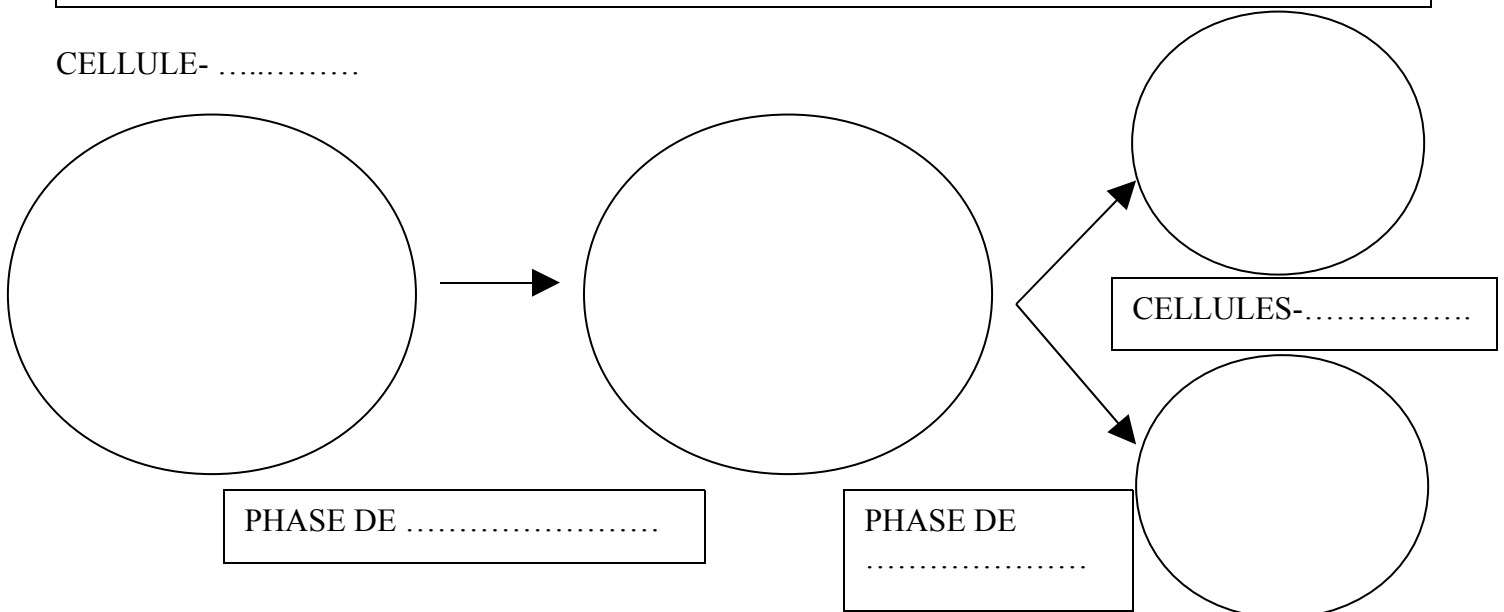 CELLULE- …..………
CELLULES-…………….
PHASE DE ……………………
PHASE DE
…………………